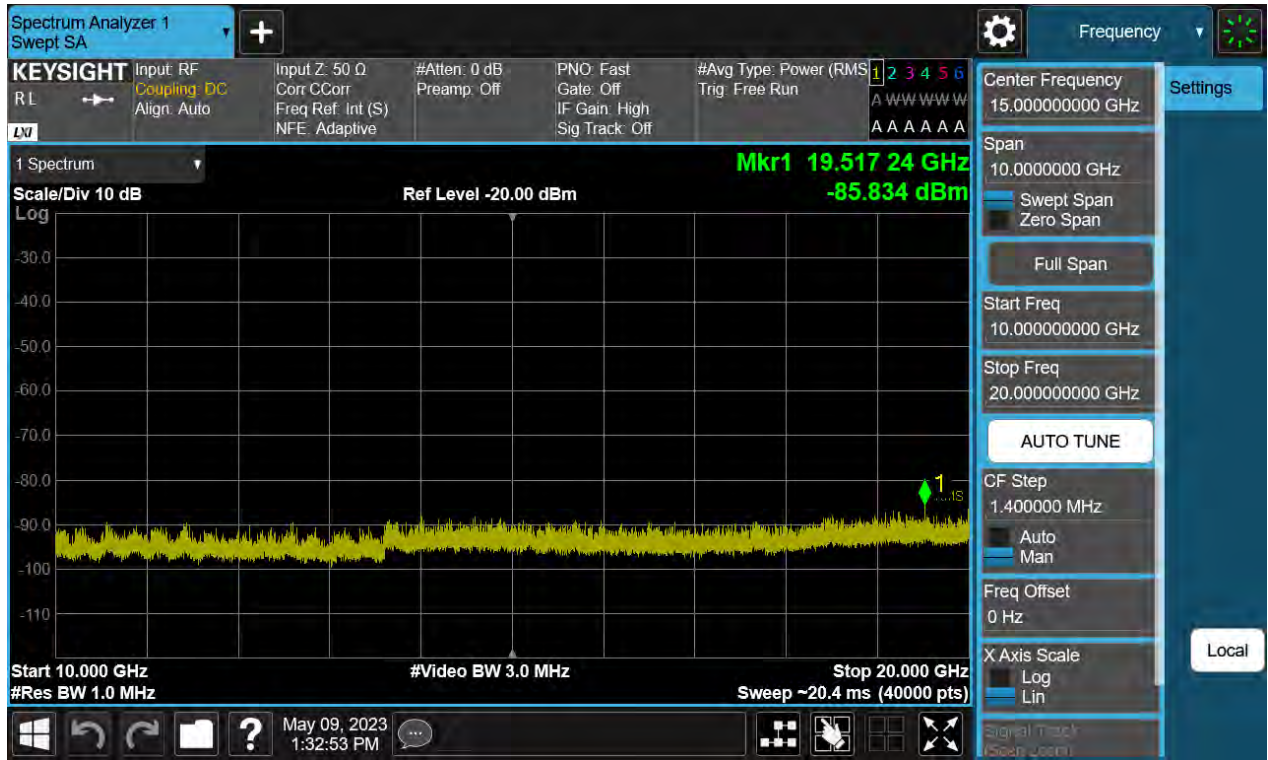 Spectrum Analyzer 1
Swept SA
+
Frequency
KEYSIGHT
RL
LXI
Input: RF
Coupling: DC
Align: Auto
Input Z: 50 Ω
Corr CCorr
Freq Ref: Int (S)
NFE: Adaptive
#Atten: 0 dB
Preamp: Off
PNO: Fast
Gate: Off
IF Gain: High
Sig Track: Off
#Avg Type: Power (RMS
Trig: Free Run
1 2 3 4 5 6
A W W W W W
A A A A A A
1 Spectrum
Mkr1 19.517 24 GHz
-85.834 dBm
Scale/Div 10 dB
Ref Level -20.00 dBm
Log
-30.0
-40.0
-50.0
-60.0
-70.0
-80.0
-90.0
-100
-110
1
Start 10.000 GHz
#Video BW 3.0 MHz
Stop 20.000 GHz
#Res BW 1.0 MHz
Sweep ~20.4 ms (40000 pts)
Center Frequency
15.000000000 GHz
Settings
Span
10.0000000 GHz
Swept Span
Zero Span
Full Span
Start Freq
10.000000000 GHz
Stop Freq
20.000000000 GHz
AUTO TUNE
CF Step
1.400000 MHz
Auto
Man
Freq Offset
0 Hz
X Axis Scale
Log
Lin
Local
Signal Track
(Span Zoom)
?
May 09, 2023
1:32:53 PM